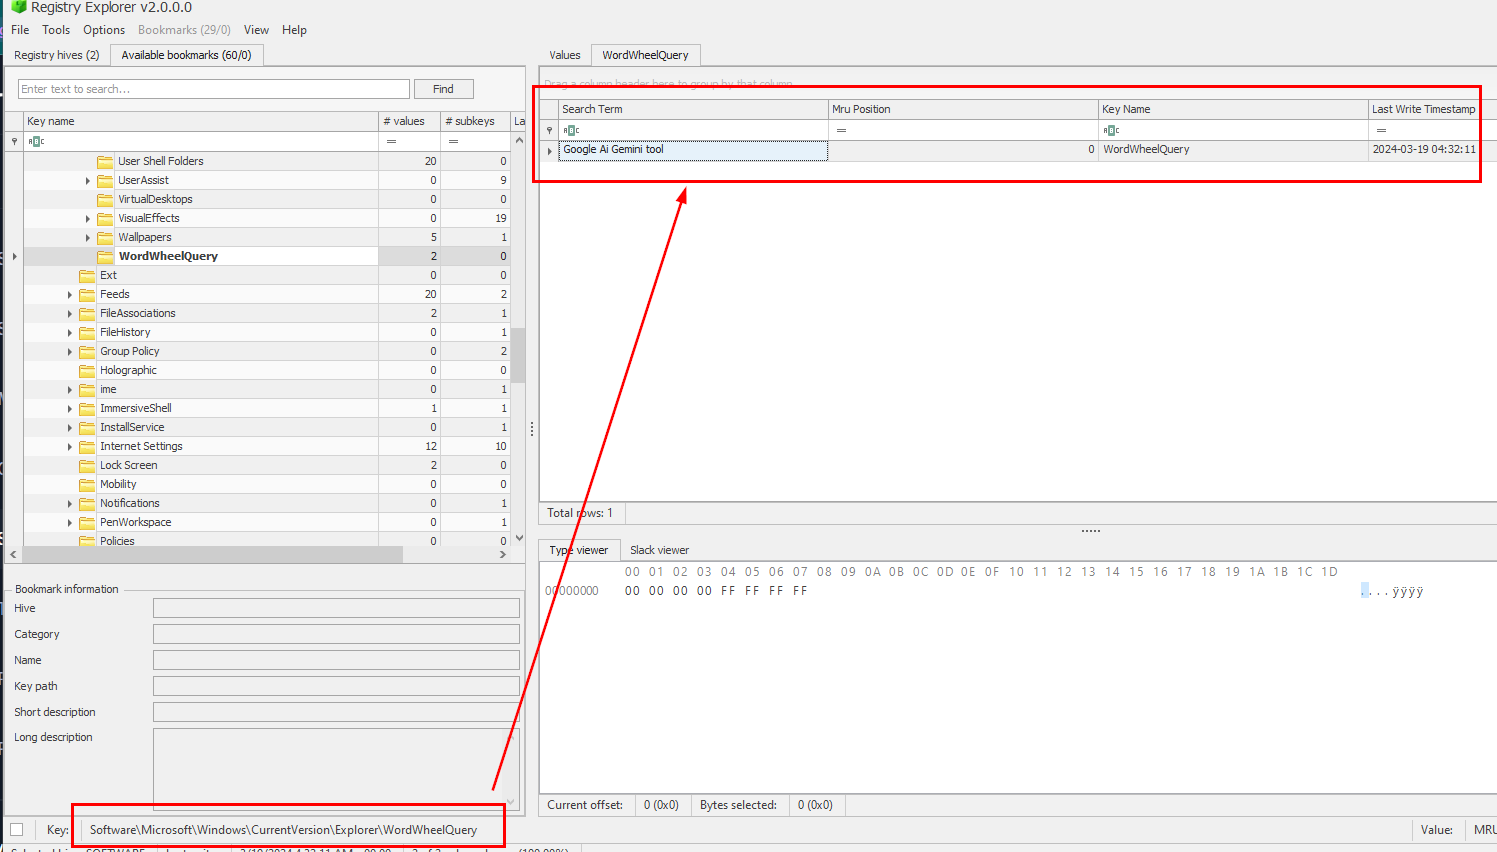 Registry Explorer v2.0.0.0
File Tools Options Bookmarks (29/0) View Help
Registry hives (2) Available bookmarks (60/0)
Enter text to search... Find
Key name # values # subkeys La
ABC = =
User Shell Folders 20 0
UserAssist 0 9
VirtualDesktops 0 0
VisualEffects 0 19
Wallpapers 5 1
WordWheelQuery 2 0
Ext 0 0
Feeds 20 2
FileAssociations 2 1
FileHistory 0 1
Group Policy 0 2
Holographic 0 0
ime 0 1
ImmersiveShell 1 1
InstallService 0 1
Internet Settings 12 10
Lock Screen 2 0
Mobility 0 0
Notifications 0 1
PenWorkspace 0 1
Policies 0 0
Bookmark information
Hive
Category
Name
Key path
Short description
Long description
Key: Software\Microsoft\Windows\CurrentVersion\Explorer\WordWheelQuery
Values WordWheelQuery
Drag a column header here to group by that column
Search Term Mru Position Key Name Last Write Timestamp
ABC = ABC =
Google Ai Gemini tool 0 WordWheelQuery 2024-03-19 04:32:11
Total rows: 1
Type viewer Slack viewer
00 01 02 03 04 05 06 07 08 09 0A 0B 0C 0D 0E 0F 10 11 12 13 14 15 16 17 18 19 1A 1B 1C 1D
00000000 00 00 00 00 FF FF FF FF ....ÿÿÿÿ
Current offset: 0 (0x0) Bytes selected: 0 (0x0)
Value: MRU